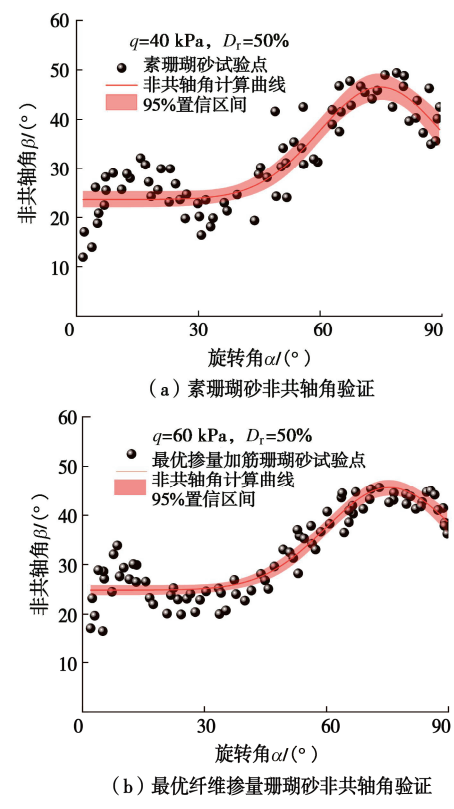 60
50
40
30
20
10
0
30
60
90
非共轴角β/(°)
q=40 kPa，Dr=50%
素珊瑚砂试验点
非共轴角计算曲线
95%置信区间
旋转角α/(°)
（a）素珊瑚砂非共轴角验证
60
50
40
30
20
10
0
30
60
90
非共轴角β/(°)
q=60 kPa，Dr=50%
最优掺量加筋珊瑚砂试验点
非共轴角计算曲线
95%置信区间
旋转角α/(°)
（b）最优纤维掺量珊瑚砂非共轴角验证